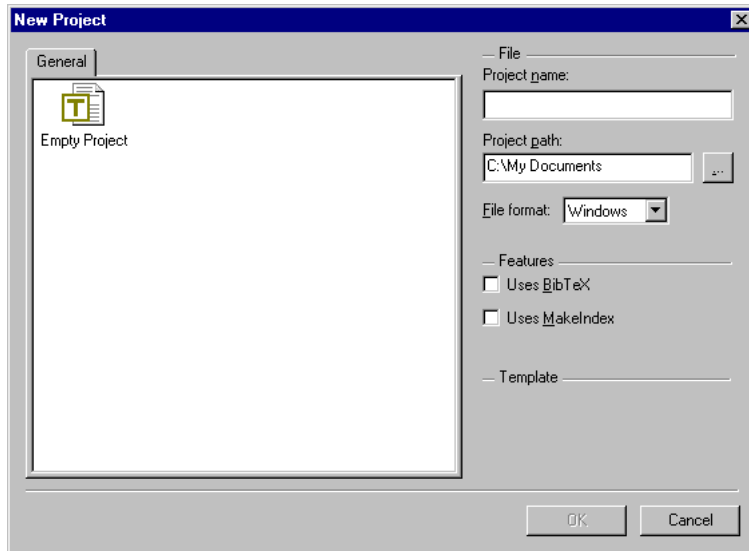 New Project
General
T
Empty Project
File
Project name:
Project path:
C:\My Documents
...
File format: Windows
Features
Uses BibTeX
Uses MakeIndex
Template
OK
Cancel